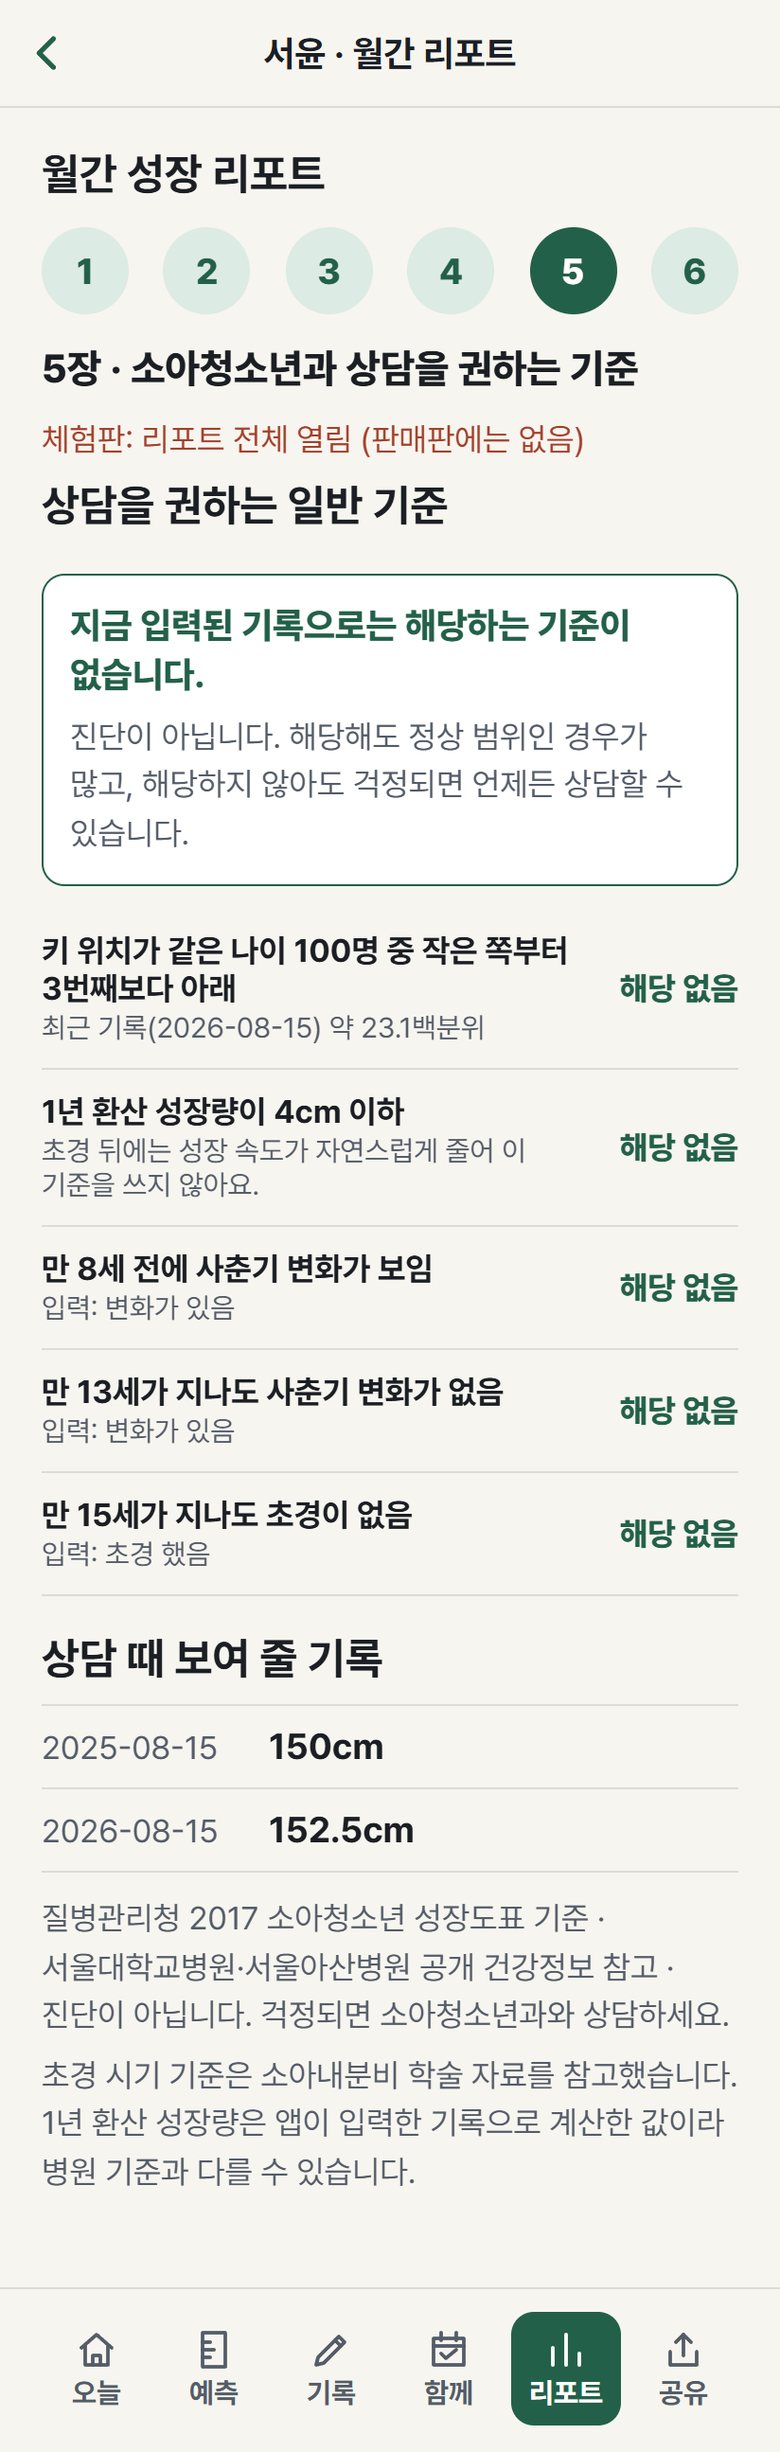 서윤 · 월간 리포트
월간 성장 리포트
1 2 3 4 5 6
5장 · 소아청소년과 상담을 권하는 기준
체험판: 리포트 전체 열림 (판매판에는 없음)
상담을 권하는 일반 기준
지금 입력된 기록으로는 해당하는 기준이
없습니다.
진단이 아닙니다. 해당해도 정상 범위인 경우가
많고, 해당하지 않아도 걱정되면 언제든 상담할 수
있습니다.
키 위치가 같은 나이 100명 중 작은 쪽부터
3번째보다 아래
최근 기록(2026-08-15) 약 23.1백분위
해당 없음
1년 환산 성장량이 4cm 이하
초경 뒤에는 성장 속도가 자연스럽게 줄어 이
기준을 쓰지 않아요.
해당 없음
만 8세 전에 사춘기 변화가 보임
입력: 변화가 있음
해당 없음
만 13세가 지나도 사춘기 변화가 없음
입력: 변화가 있음
해당 없음
만 15세가 지나도 초경이 없음
입력: 초경 했음
해당 없음
상담 때 보여 줄 기록
2025-08-15 150cm
2026-08-15 152.5cm
질병관리청 2017 소아청소년 성장도표 기준 ·
서울대학교병원·서울아산병원 공개 건강정보 참고 ·
진단이 아닙니다. 걱정되면 소아청소년과와 상담하세요.
초경 시기 기준은 소아내분비 학술 자료를 참고했습니다.
1년 환산 성장량은 앱이 입력한 기록으로 계산한 값이라
병원 기준과 다를 수 있습니다.
오늘 예측 기록 함께 리포트 공유